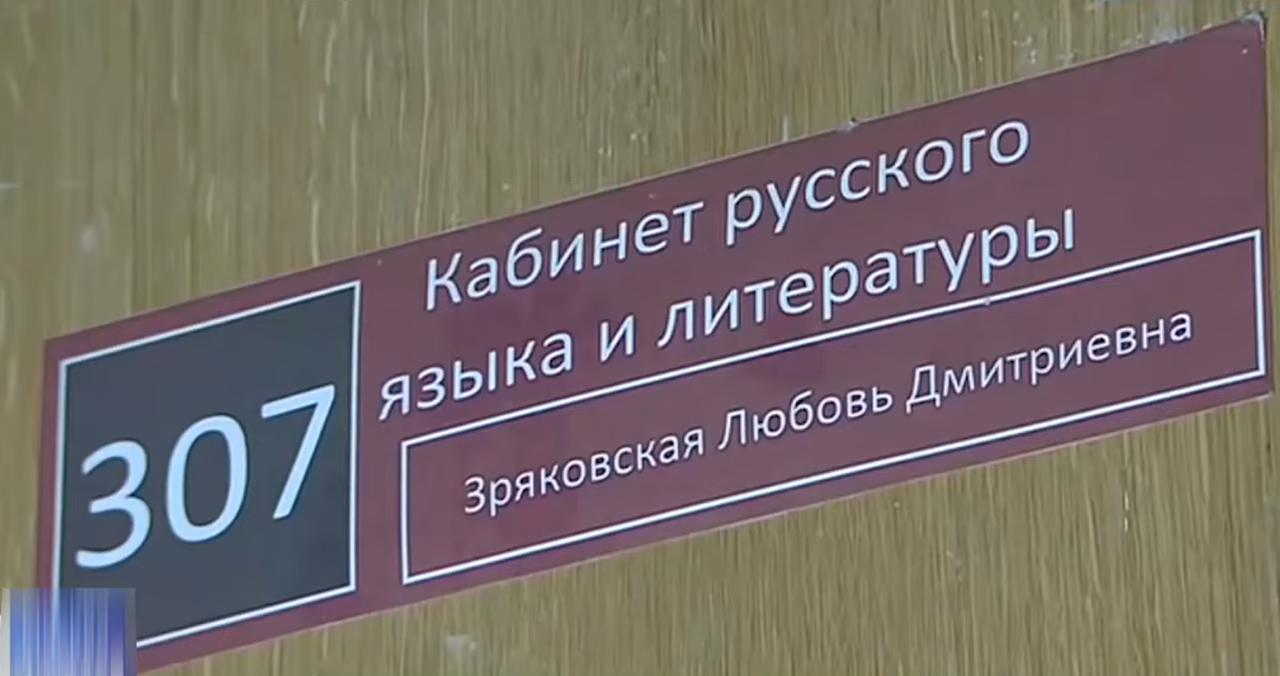 307
Кабинет русского
языка и литературы
Зряковская Любовь Дмитриевна